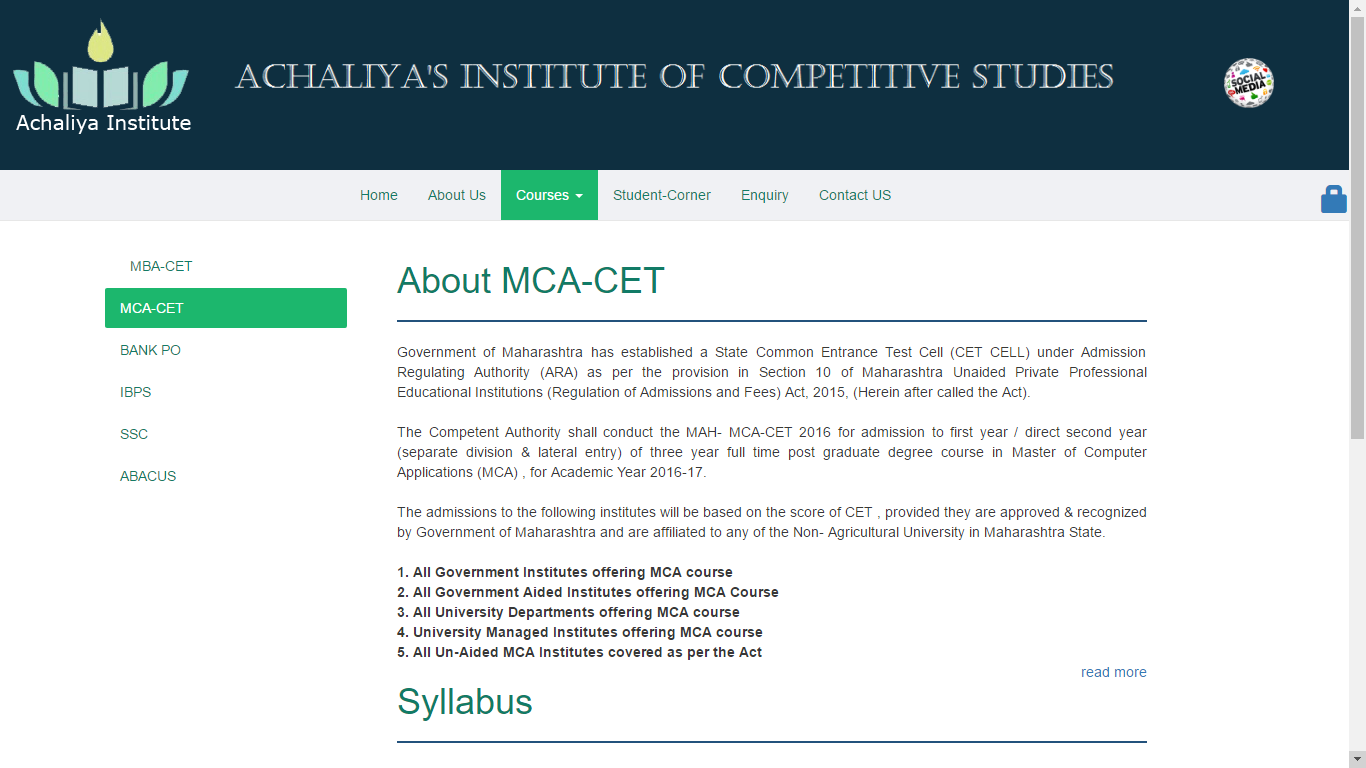 Achaliya Institute
ACHALIYA'S INSTITUTE OF COMPETITIVE STUDIES
SOCIAL
MEDIA
Home About Us Courses Student-Corner Enquiry Contact US
MBA-CET
MCA-CET
BANK PO
IBPS
SSC
ABACUS
About MCA-CET
Government of Maharashtra has established a State Common Entrance Test Cell (CET CELL) under Admission
Regulating Authority (ARA) as per the provision in Section 10 of Maharashtra Unaided Private Professional
Educational Institutions (Regulation of Admissions and Fees) Act, 2015, (Herein after called the Act).
The Competent Authority shall conduct the MAH- MCA-CET 2016 for admission to first year / direct second year
(separate division & lateral entry) of three year full time post graduate degree course in Master of Computer
Applications (MCA) , for Academic Year 2016-17.
The admissions to the following institutes will be based on the score of CET , provided they are approved & recognized
by Government of Maharashtra and are affiliated to any of the Non- Agricultural University in Maharashtra State.
1. All Government Institutes offering MCA course
2. All Government Aided Institutes offering MCA Course
3. All University Departments offering MCA course
4. University Managed Institutes offering MCA course
5. All Un-Aided MCA Institutes covered as per the Act
read more
Syllabus